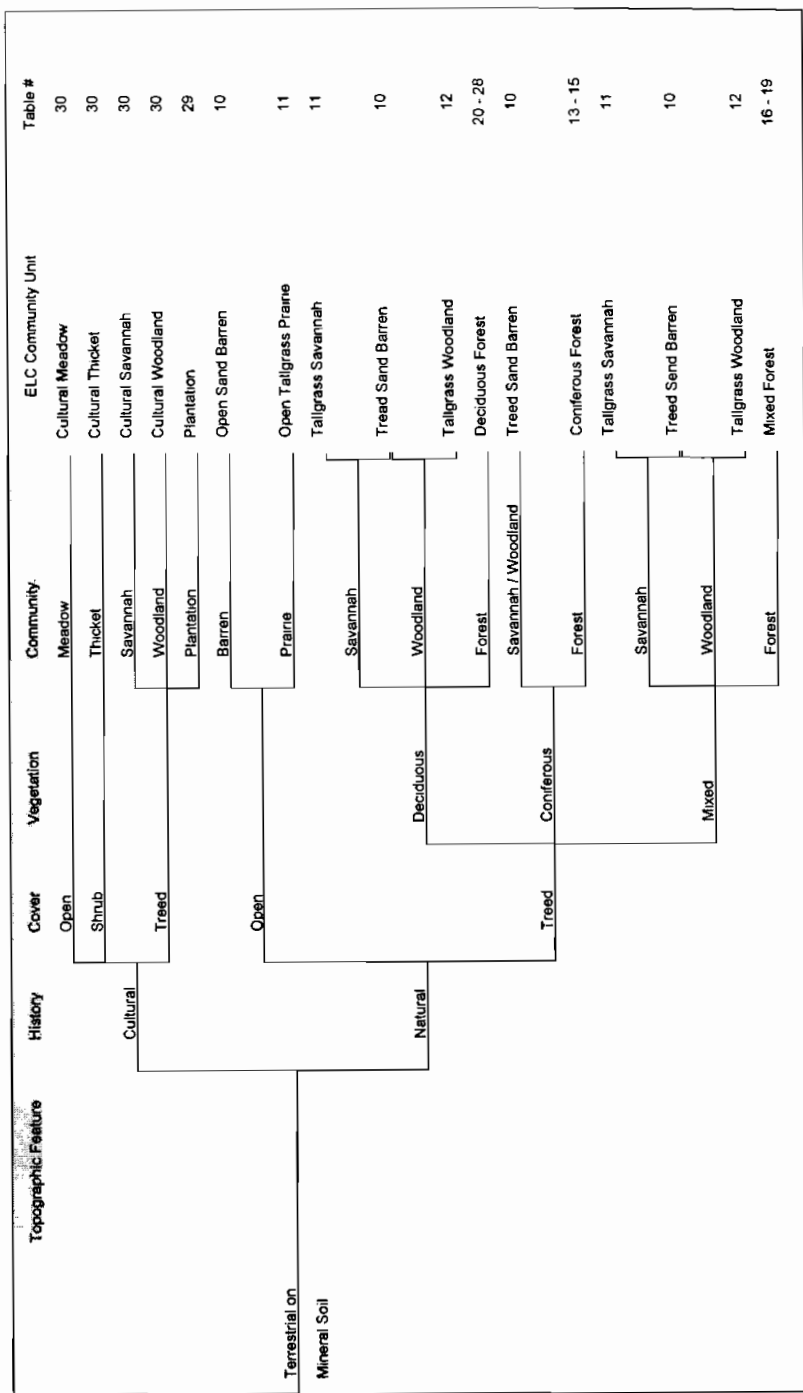 Topographic Feature History Cover Vegetation Community ELC Community Unit Table #
Open Meadow Cultural Meadow 30
Shrub Thicket Cultural Thicket 30
Cultural Savannah Cultural Savannah 30
Treed Woodland Cultural Woodland 30
Plantation Plantation 29
Barren Open Sand Barren 10
Open
Terrestrial on Prairie Open Tallgrass Prairie 11
Mineral Soil Tallgrass Savannah 11
Savannah
Tread Sand Barren 10
Natural Deciduous Woodland
Tallgrass Woodland 12
Forest Deciduous Forest 20 - 28
Savannah / Woodland Treed Sand Barren 10
Treed Coniferous
Forest Coniferous Forest 13 - 15
Tallgrass Savannah 11
Savannah
Treed Send Barren 10
Mixed Woodland
Tallgrass Woodland 12
Forest Mixed Forest 16 - 19